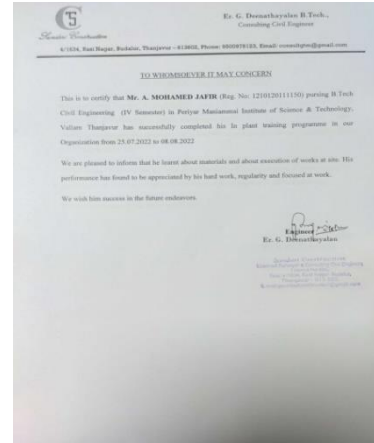 Er. G. Deenathayalan B.Tech.,
Consulting Civil Engineer
TO WHOMSOEVER IT MAY CONCERN
This is to certify that Mr. A. MOHAMED JAFIR (Reg. No: 1210120111150) pursing B.Tech
Civil Engineering (IV Semester) in Periyar Maniammai Institute of Science & Technology,
Vallam Thanjavur has successfully completed his In plant training programme in our
Organization from 25.07.2022 to 08.08.2022
We are pleased to inform that he learnt about materials and about execution of works at site. His
performance has found to be appreciated by his hard work, regularity and focused at work.
We wish him success in the future endeavors.
Engineer
Er. G. Deenathayalan